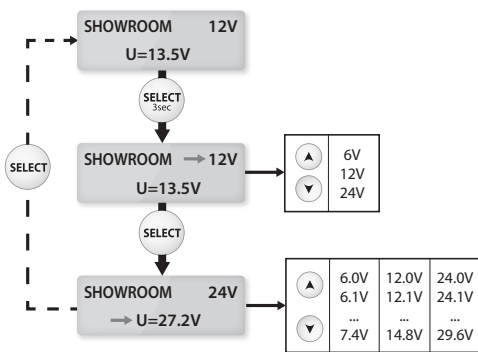 SHOWROOM 12V
U=13.5V
SELECT
3sec
SHOWROOM → 12V
U=13.5V
6V
12V
24V
SELECT
SELECT
SHOWROOM 24V
→ U=27.2V
6.0V 12.0V 24.0V
6.1V 12.1V 24.1V
... ... ...
7.4V 14.8V 29.6V